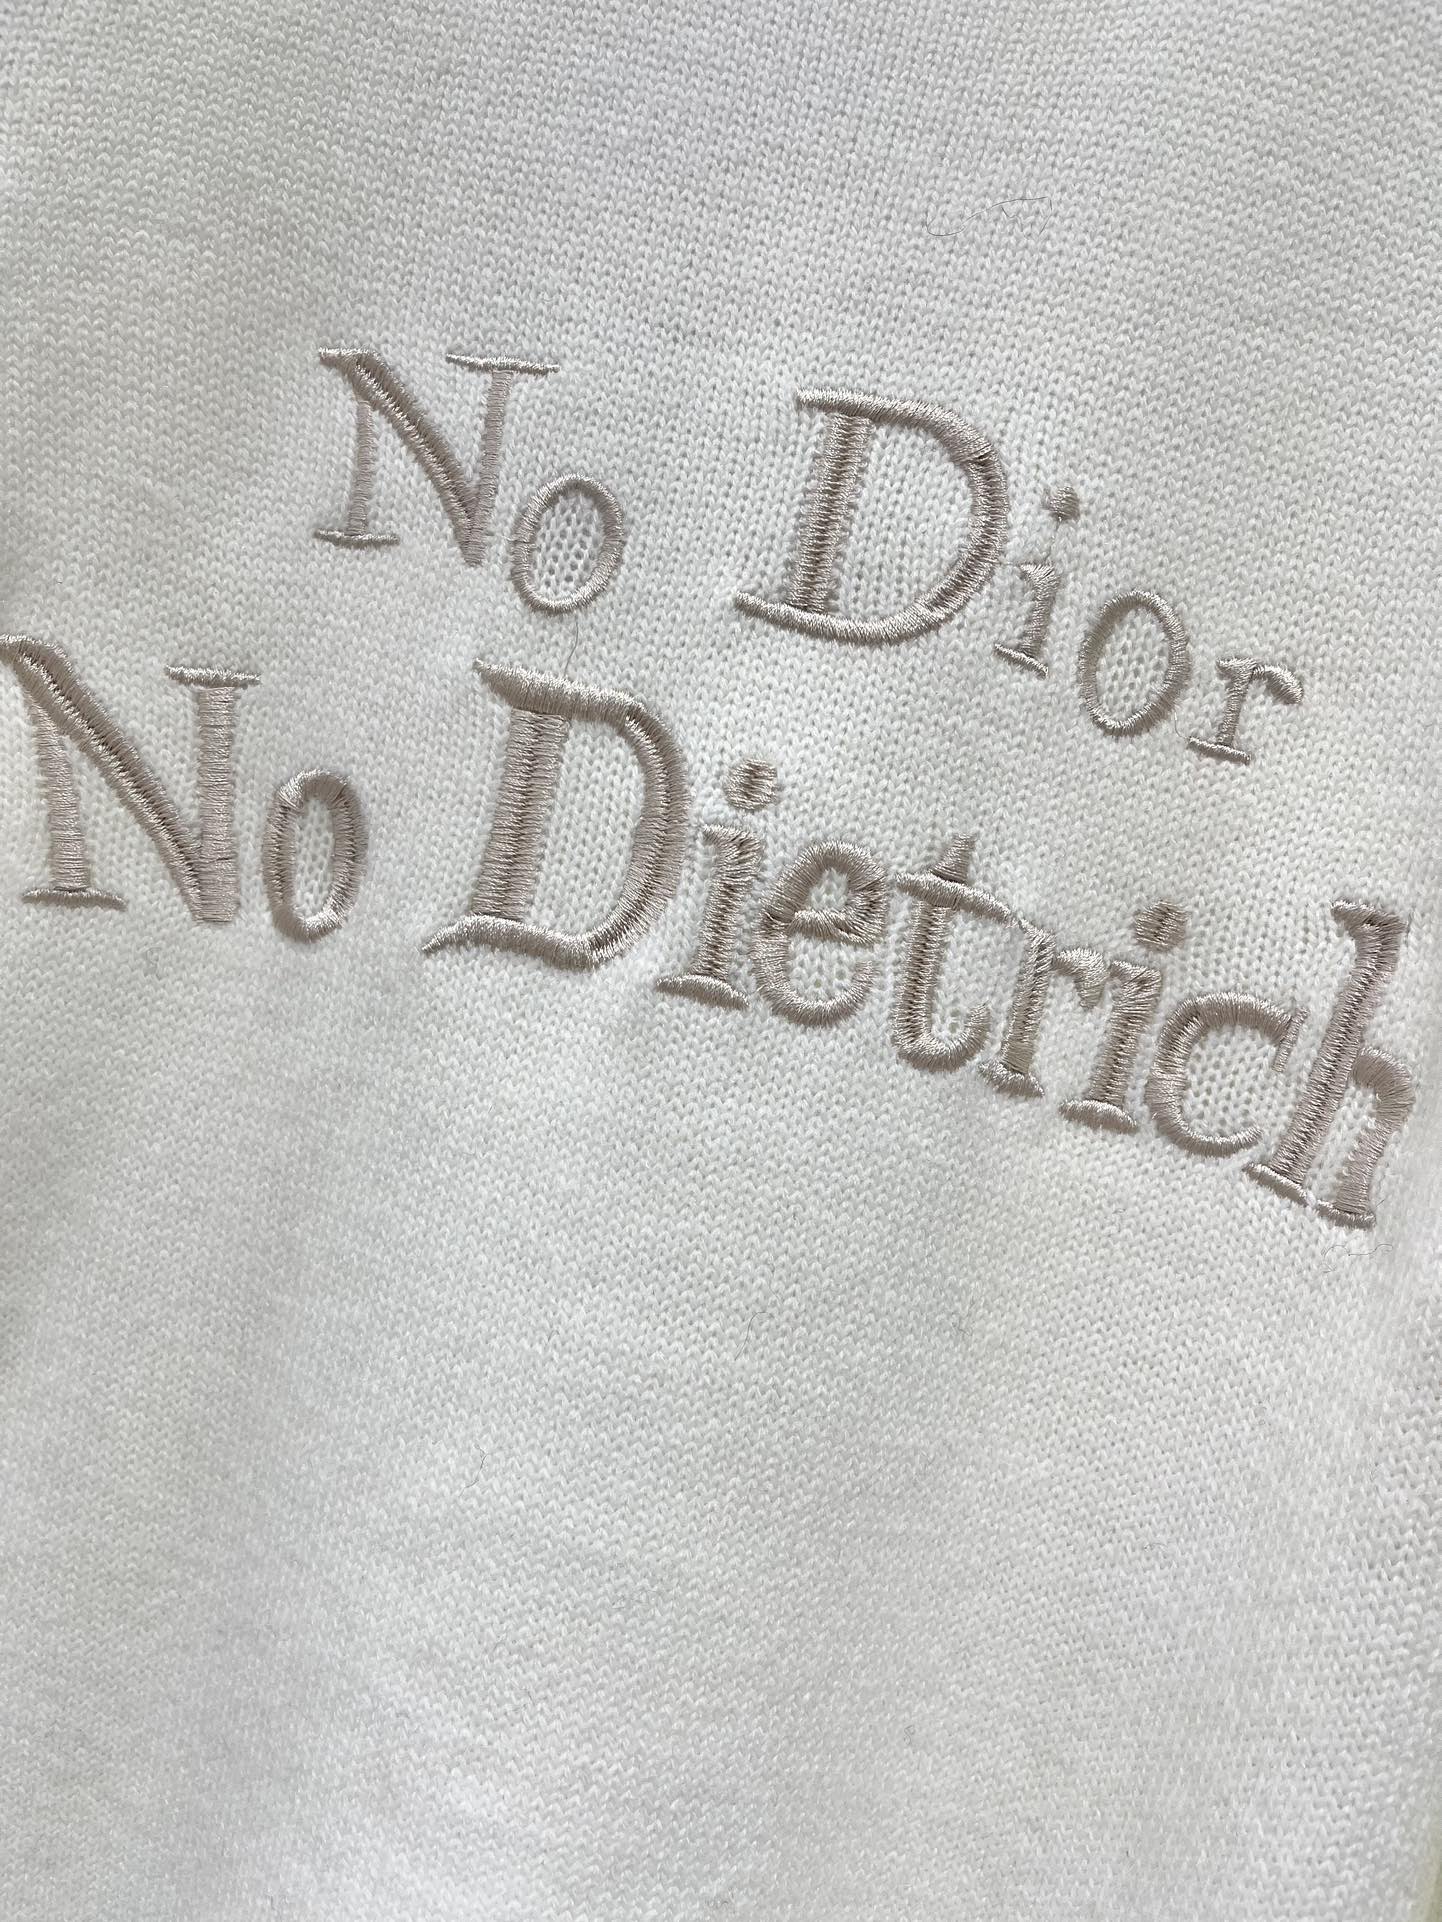 No Dior
No Dietrich